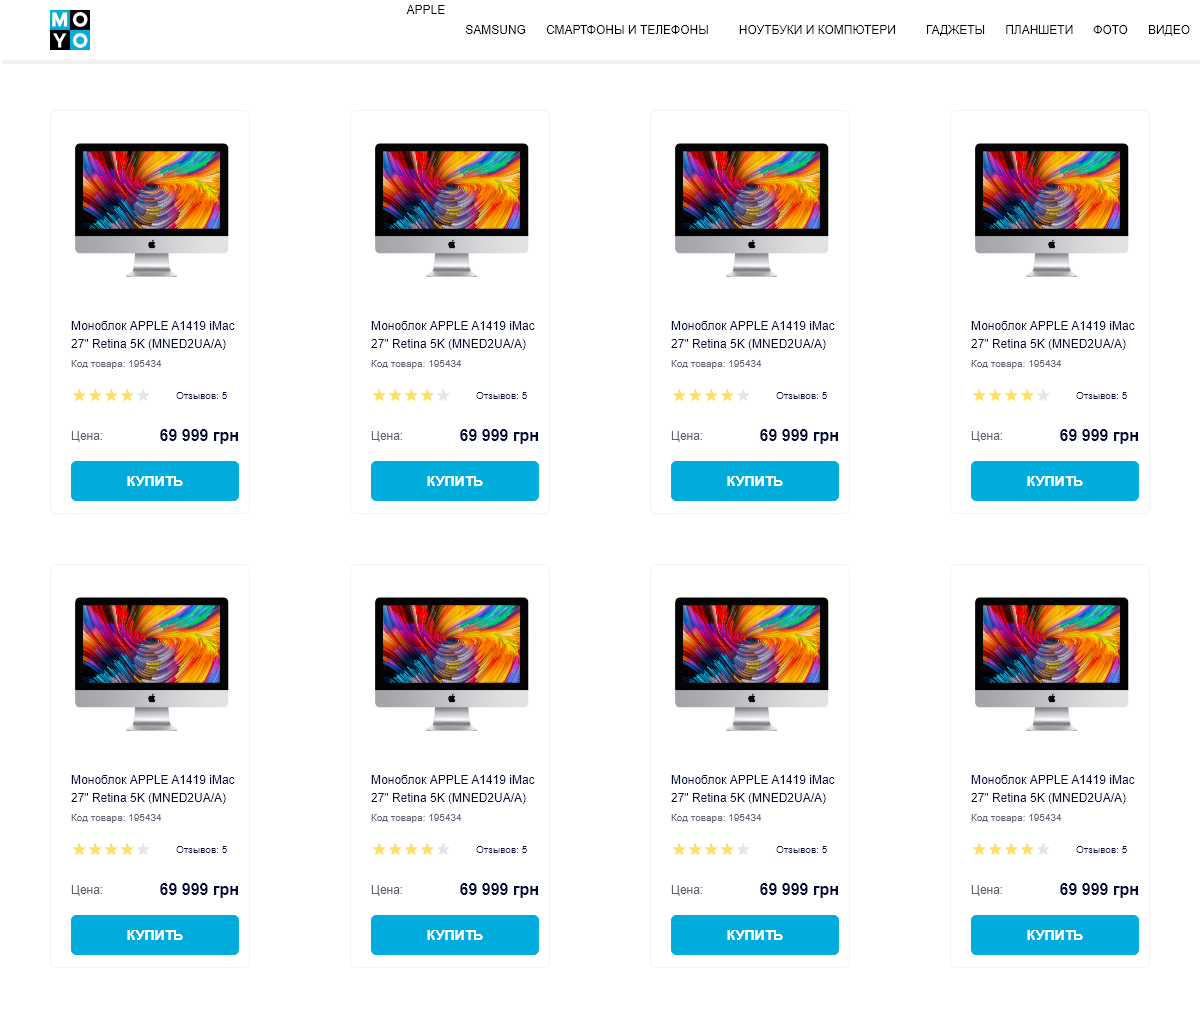 MO
YO
APPLE
SAMSUNG СМАРТФОНЫ И ТЕЛЕФОНЫ НОУТБУКИ И КОМПЮТЕРИ ГАДЖЕТЫ ПЛАНШЕТИ ФОТО ВИДЕО
Моноблок APPLE A1419 iMac
27" Retina 5K (MNED2UA/A)
Код товара: 195434
Отзывов: 5
Цена: 69 999 грн
КУПИТЬ
Моноблок APPLE A1419 iMac
27" Retina 5K (MNED2UA/A)
Код товара: 195434
Отзывов: 5
Цена: 69 999 грн
КУПИТЬ
Моноблок APPLE A1419 iMac
27" Retina 5K (MNED2UA/A)
Код товара: 195434
Отзывов: 5
Цена: 69 999 грн
КУПИТЬ
Моноблок APPLE A1419 iMac
27" Retina 5K (MNED2UA/A)
Код товара: 195434
Отзывов: 5
Цена: 69 999 грн
КУПИТЬ
Моноблок APPLE A1419 iMac
27" Retina 5K (MNED2UA/A)
Код товара: 195434
Отзывов: 5
Цена: 69 999 грн
КУПИТЬ
Моноблок APPLE A1419 iMac
27" Retina 5K (MNED2UA/A)
Код товара: 195434
Отзывов: 5
Цена: 69 999 грн
КУПИТЬ
Моноблок APPLE A1419 iMac
27" Retina 5K (MNED2UA/A)
Код товара: 195434
Отзывов: 5
Цена: 69 999 грн
КУПИТЬ
Моноблок APPLE A1419 iMac
27" Retina 5K (MNED2UA/A)
Код товара: 195434
Отзывов: 5
Цена: 69 999 грн
КУПИТЬ